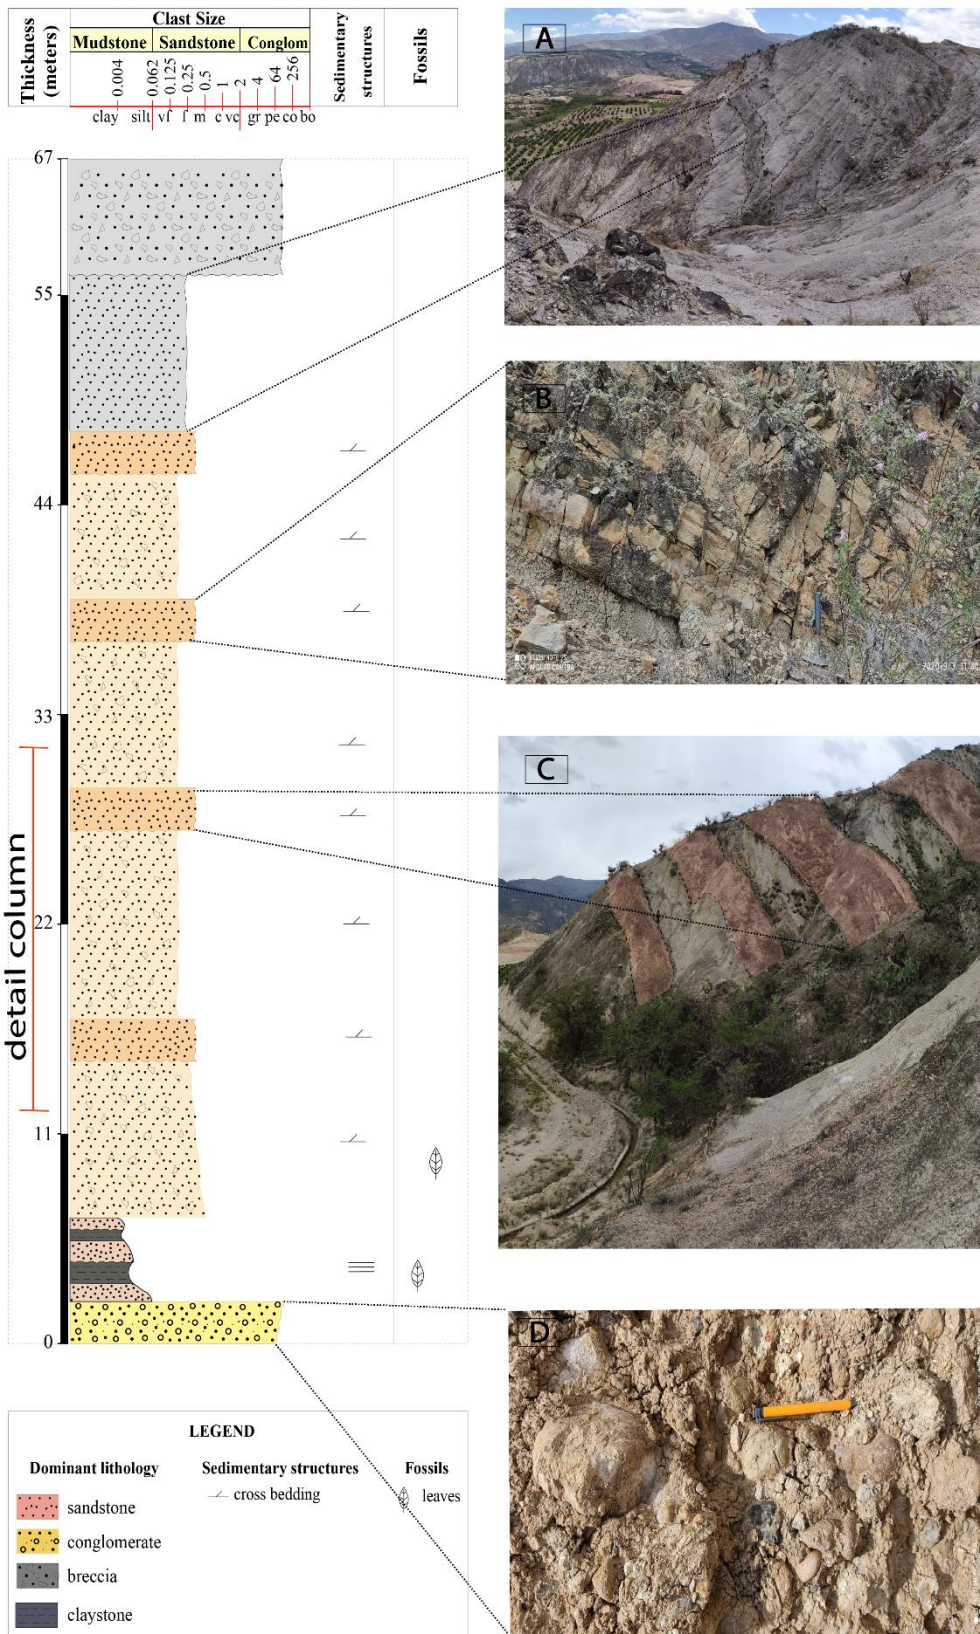 Thickness
(meters)
Clast Size
Mudstone
Sandstone
Conglom
0.004
0.062
0.125
0.25
0.5
1
2
4
64
256
clay
silt
vf
f
m
c
vc
gr
pe
co
bo
Sedimentary
structures
Fossils
67
55
44
33
22
11
0
detail column
A
B
C
D
LEGEND
Dominant lithology
sandstone
conglomerate
breccia
claystone
Sedimentary structures
cross bedding
Fossils
leaves